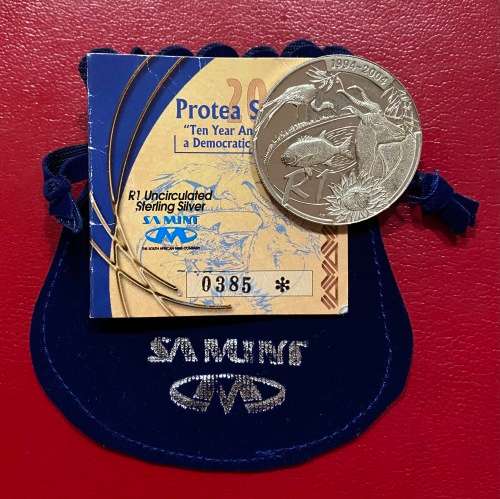 20
Protea S
"Ten Year An
a Democratic
R1 Uncirculated
Sterling Silver
SA MINT
THE SOUTH AFRICAN MINT COMPANY
0385 *
1994-2004
R1
SA MINT